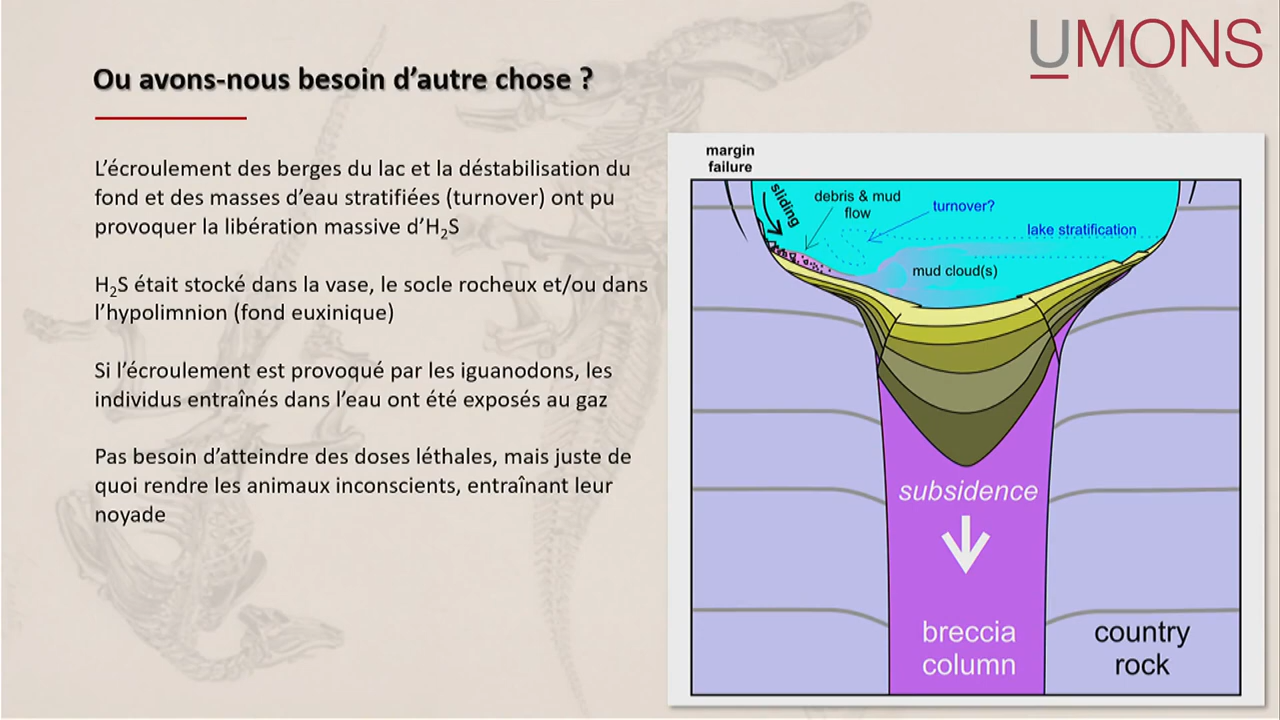 UMONS
Ou avons-nous besoin d’autre chose ?
L’écroulement des berges du lac et la déstabilisation du
fond et des masses d’eau stratifiées (turnover) ont pu
provoquer la libération massive d’H₂S
H₂S était stocké dans la vase, le socle rocheux et/ou dans
l’hypolimnion (fond euxinique)
Si l’écroulement est provoqué par les iguanodons, les
individus entraînés dans l’eau ont été exposés au gaz
Pas besoin d’atteindre des doses léthales, mais juste de
quoi rendre les animaux inconscients, entraînant leur
noyade
margin
failure
sliding
debris & mud
flow
turnover?
lake stratification
mud cloud(s)
subsidence
breccia
column
country
rock